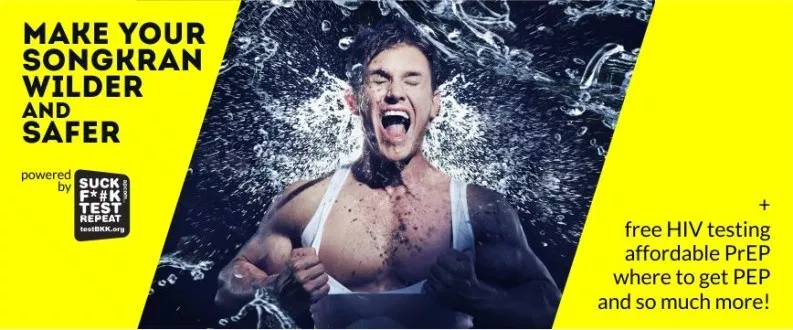 MAKE YOUR
SONGKRAN
WILDER
AND
SAFER
powered
by
SUCK
F*#K
TEST
REPEAT
testBKK.org
apcom.
+
free HIV testing
affordable PrEP
where to get PEP
and so much more!